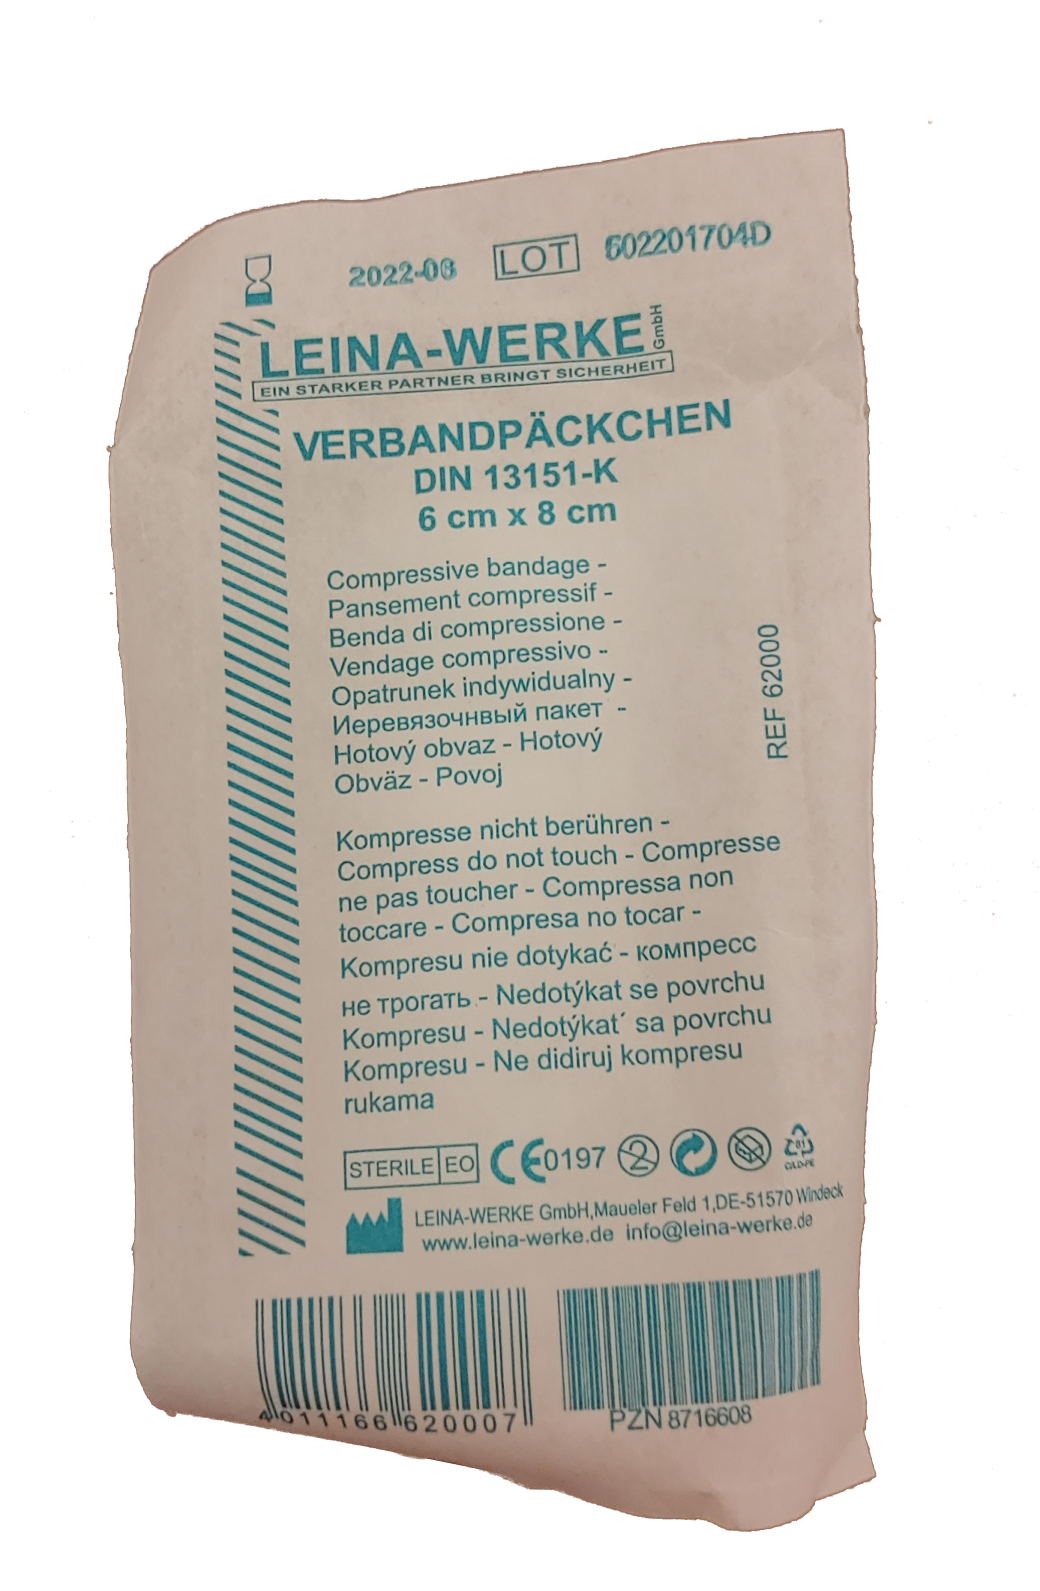 2022-08 LOT 602201704D
LEINA-WERKE GmbH
EIN STARKER PARTNER BRINGT SICHERHEIT
VERBANDPÄCKCHEN
DIN 13151-K
6 cm x 8 cm
Compressive bandage -
Pansement compressif -
Benda di compressione -
Vendage compressivo -
Opatrunek indywidualny -
Иеревязочнвый пакет -
Hotový obvaz - Hotový
Obväz - Povoj
REF 62000
Kompresse nicht berühren -
Compress do not touch - Compresse
ne pas toucher - Compressa non
toccare - Compresa no tocar -
Kompresu nie dotykać - компресс
не трогать - Nedotýkat se povrchu
Kompresu - Nedotýkat´ sa povrchu
Kompresu - Ne didiruj kompresu
rukama
STERILE EO CE0197 2
LEINA-WERKE GmbH,Maueler Feld 1,DE-51570 Windeck
www.leina-werke.de info@leina-werke.de
4 011166 620007 PZN 8716608